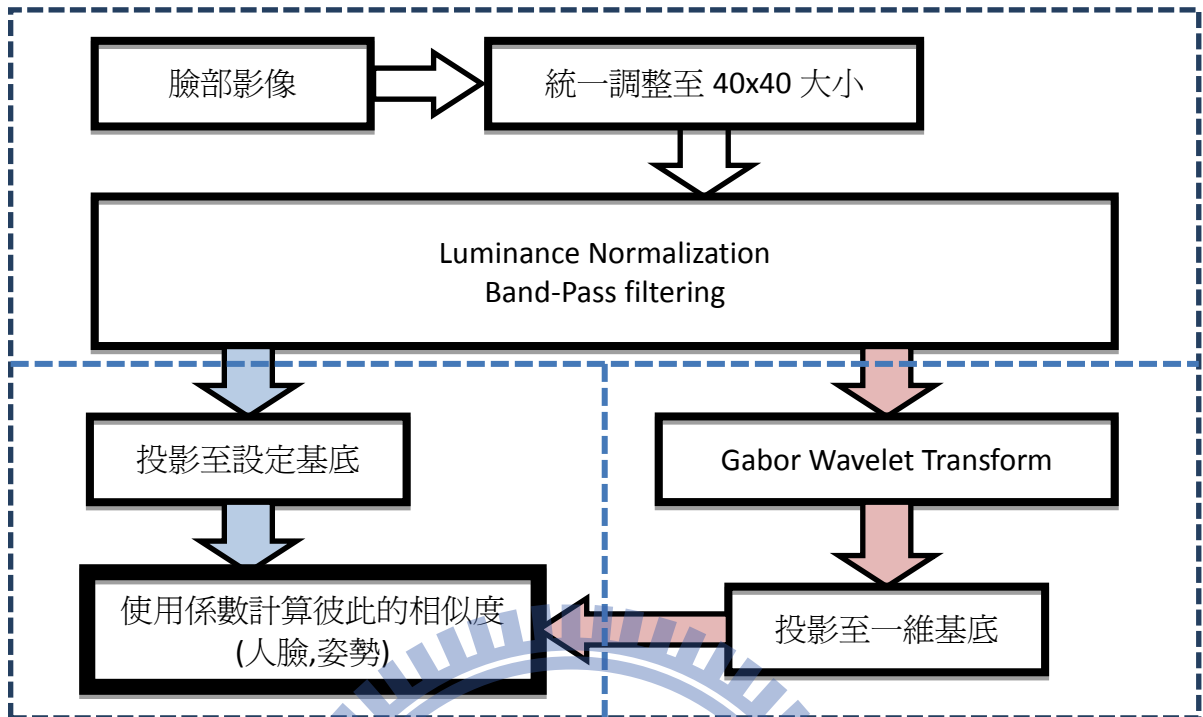 臉部影像
統一調整至 40x40 大小
Luminance Normalization
Band-Pass filtering
投影至設定基底
Gabor Wavelet Transform
使用係數計算彼此的相似度
(人臉,姿勢)
投影至一維基底